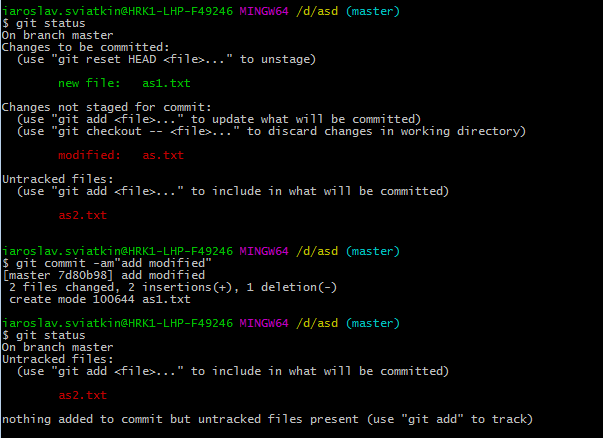 iaroslav.sviatkin@HRK1-LHP-F49246 MINGW64 /d/asd (master)
$ git status
On branch master
Changes to be committed:
  (use "git reset HEAD <file>..." to unstage)
        new file:   as1.txt
Changes not staged for commit:
  (use "git add <file>..." to update what will be committed)
  (use "git checkout -- <file>..." to discard changes in working directory)
        modified:   as.txt
Untracked files:
  (use "git add <file>..." to include in what will be committed)
        as2.txt
iaroslav.sviatkin@HRK1-LHP-F49246 MINGW64 /d/asd (master)
$ git commit -am"add modified"
[master 7d80b98] add modified
 2 files changed, 2 insertions(+), 1 deletion(-)
 create mode 100644 as1.txt
iaroslav.sviatkin@HRK1-LHP-F49246 MINGW64 /d/asd (master)
$ git status
On branch master
Untracked files:
  (use "git add <file>..." to include in what will be committed)
        as2.txt
nothing added to commit but untracked files present (use "git add" to track)